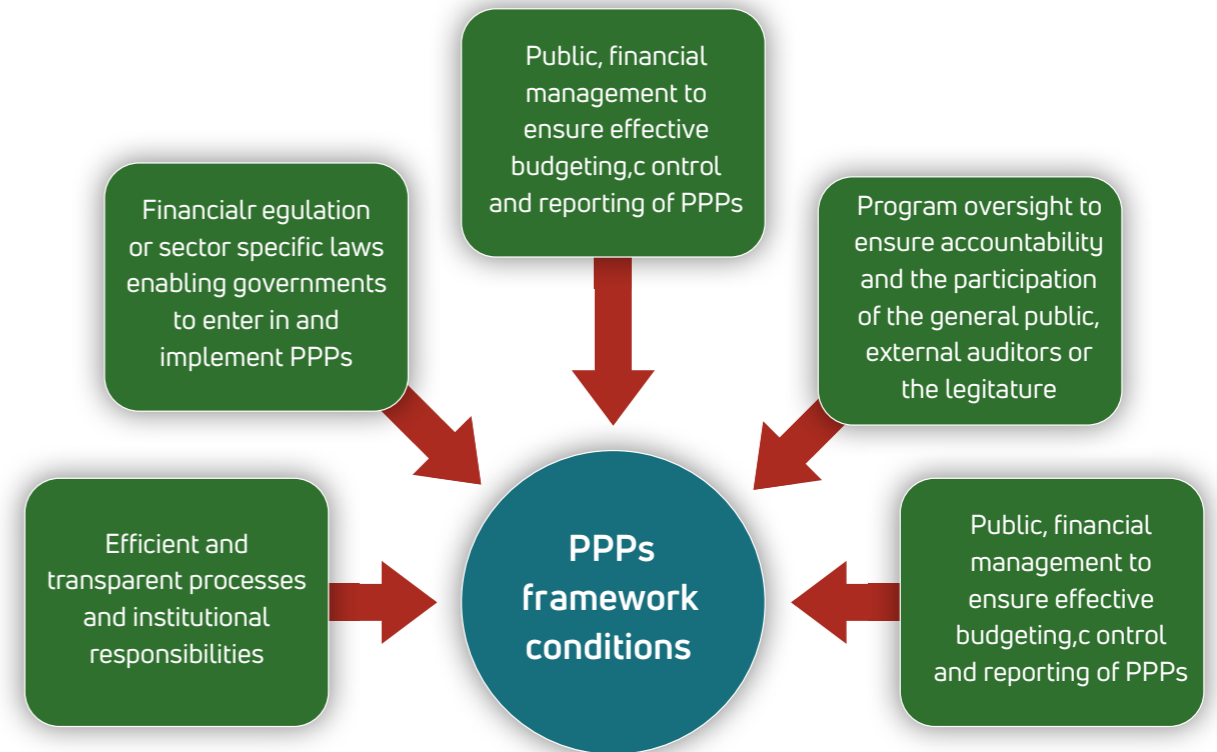 Public, financial
management to
ensure effective
budgeting,c ontrol
and reporting of PPPs
Financialr egulation
or sector specific laws
enabling governments
to enter in and
implement PPPs
Program oversight to
ensure accountability
and the participation
of the general public,
external auditors or
the legitature
Efficient and
transparent processes
and institutional
responsibilities
PPPs
framework
conditions
Public, financial
management to
ensure effective
budgeting,c ontrol
and reporting of PPPs